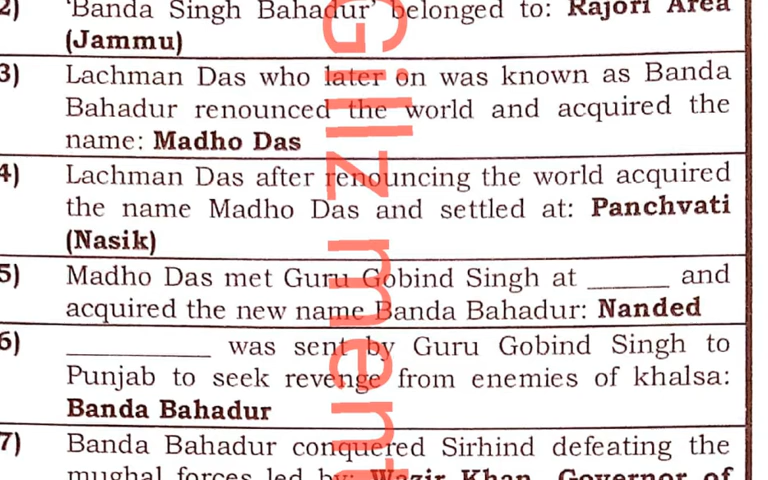 2) 'Banda Singh Bahadur' belonged to: Rajori Area
(Jammu)
3) Lachman Das who later on was known as Banda
Bahadur renounced the world and acquired the
name: Madho Das
4) Lachman Das after renouncing the world acquired
the name Madho Das and settled at: Panchvati
(Nasik)
5) Madho Das met Guru Gobind Singh at ______ and
acquired the new name Banda Bahadur: Nanded
6) __________ was sent by Guru Gobind Singh to
Punjab to seek revenge from enemies of khalsa:
Banda Bahadur
7) Banda Bahadur conquered Sirhind defeating the
mughal forces led by: Wazir Khan, Governor of
Gillz ment